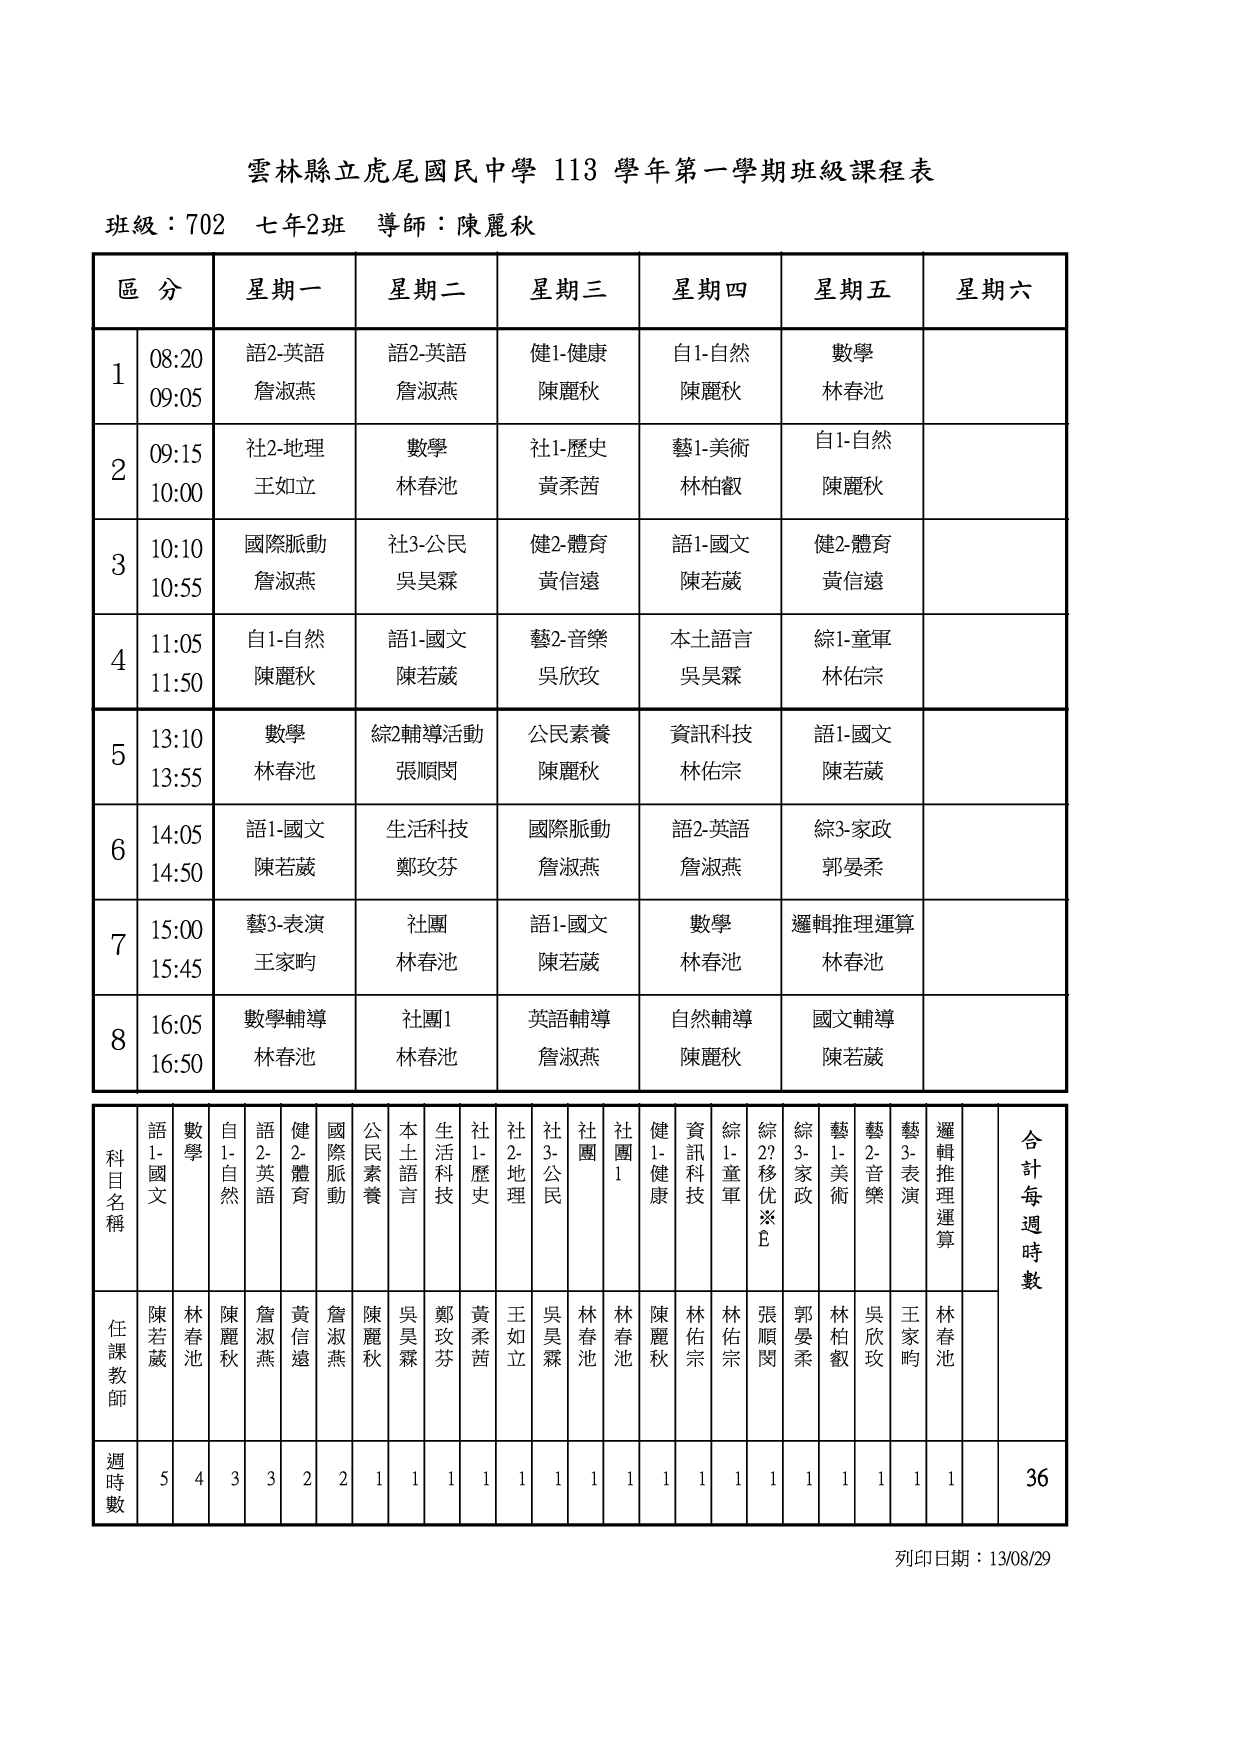 雲林縣立虎尾國民中學 113 學年第一學期班級課程表
班級：702 七年2班 導師：陳麗秋
區 分 星期一 星期二 星期三 星期四 星期五 星期六
1 08:20 09:05
語2-英語 語2-英語 健1-健康 自1-自然 數學
詹淑燕 詹淑燕 陳麗秋 陳麗秋 林春池
2 09:15 10:00
社2-地理 數學 社1-歷史 藝1-美術 自1-自然
王如立 林春池 黃柔茜 林柏叡 陳麗秋
3 10:10 10:55
國際脈動 社3-公民 健2-體育 語1-國文 健2-體育
詹淑燕 吳昊霖 黃信遠 陳若葳 黃信遠
4 11:05 11:50
自1-自然 語1-國文 藝2-音樂 本土語言 綜1-童軍
陳麗秋 陳若葳 吳欣玫 吳昊霖 林佑宗
5 13:10 13:55
數學 綜2輔導活動 公民素養 資訊科技 語1-國文
林春池 張順閔 陳麗秋 林佑宗 陳若葳
6 14:05 14:50
語1-國文 生活科技 國際脈動 語2-英語 綜3-家政
陳若葳 鄭玫芬 詹淑燕 詹淑燕 郭晏柔
7 15:00 15:45
藝3-表演 社團 語1-國文 數學 邏輯推理運算
王家畇 林春池 陳若葳 林春池 林春池
8 16:05 16:50
數學輔導 社團1 英語輔導 自然輔導 國文輔導
林春池 林春池 詹淑燕 陳麗秋 陳若葳
科目名稱 語1-國文 數學 自1-自然 語2-英語 健2-體育 國際脈動 公民素養 本土語言 生活科技 社1-歷史 社2-地理 社3-公民 社團 社團1 健1-健康 資訊科技 綜1-童軍 綜2?移优※E 綜3-家政 藝1-美術 藝2-音樂 藝3-表演 邏輯推理運算 合計每週時數
任課教師 陳若葳 林春池 陳麗秋 詹淑燕 黃信遠 詹淑燕 陳麗秋 吳昊霖 鄭玫芬 黃柔茜 王如立 吳昊霖 林春池 林春池 陳麗秋 林佑宗 林佑宗 張順閔 郭晏柔 林柏叡 吳欣玫 王家畇 林春池
週時數 5 4 3 3 2 2 1 1 1 1 1 1 1 1 1 1 1 1 1 1 1 1 1 36
列印日期：13/08/29